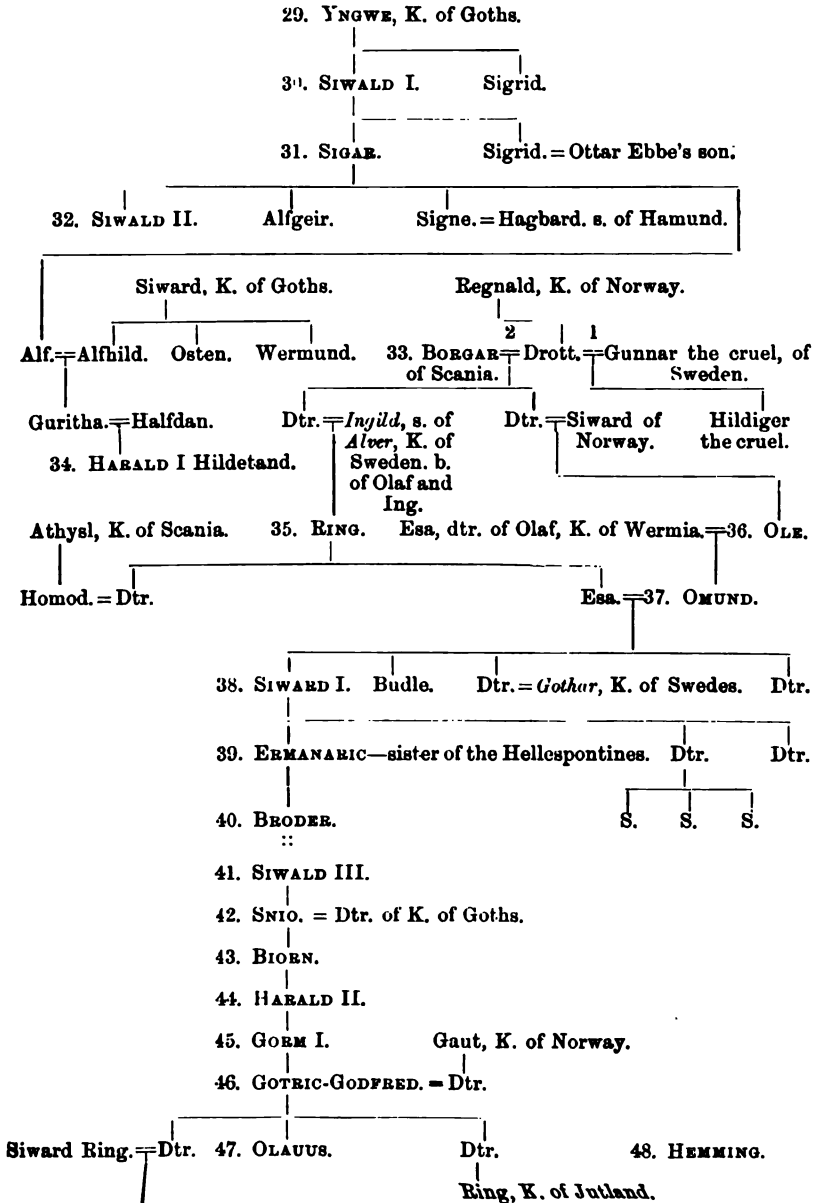 29. YNGWE, K. of Goths.
30. SIWALD I. Sigrid.
31. SIGAR. Sigrid. = Ottar Ebbe's son.
32. SIWALD II. Alfgeir. Signe. = Hagbard. s. of Hamund.
Siward, K. of Goths. Regnald, K. of Norway.
2 1
Alf. = Alfhild. Osten. Wermund. 33. BORGAR = Drott. = Gunnar the cruel, of
of Scania. Sweden.
Guritha. = Halfdan. Dtr. = Ingild, s. of Dtr. = Siward of Hildiger
Alver, K. of Norway. the cruel.
34. HARALD I Hildetand. Sweden. b.
of Olaf and
Ing.
Athysl, K. of Scania. 35. RING. Esa, dtr. of Olaf, K. of Wermia. = 36. OLE.
Homod. = Dtr. Esa. = 37. OMUND.
38. SIWARD I. Budle. Dtr. = Gothar, K. of Swedes. Dtr.
39. ERMANARIC—sister of the Hellespontines. Dtr. Dtr.
40. BRODER. S. S. S.
::
41. SIWALD III.
42. SNIO. = Dtr. of K. of Goths.
43. BIORN.
44. HARALD II.
45. GORM I. Gaut, K. of Norway.
46. GOTRIC-GODFRED. = Dtr.
Siward Ring. = Dtr. 47. OLAUUS. Dtr. 48. HEMMING.
Ring, K. of Jutland.